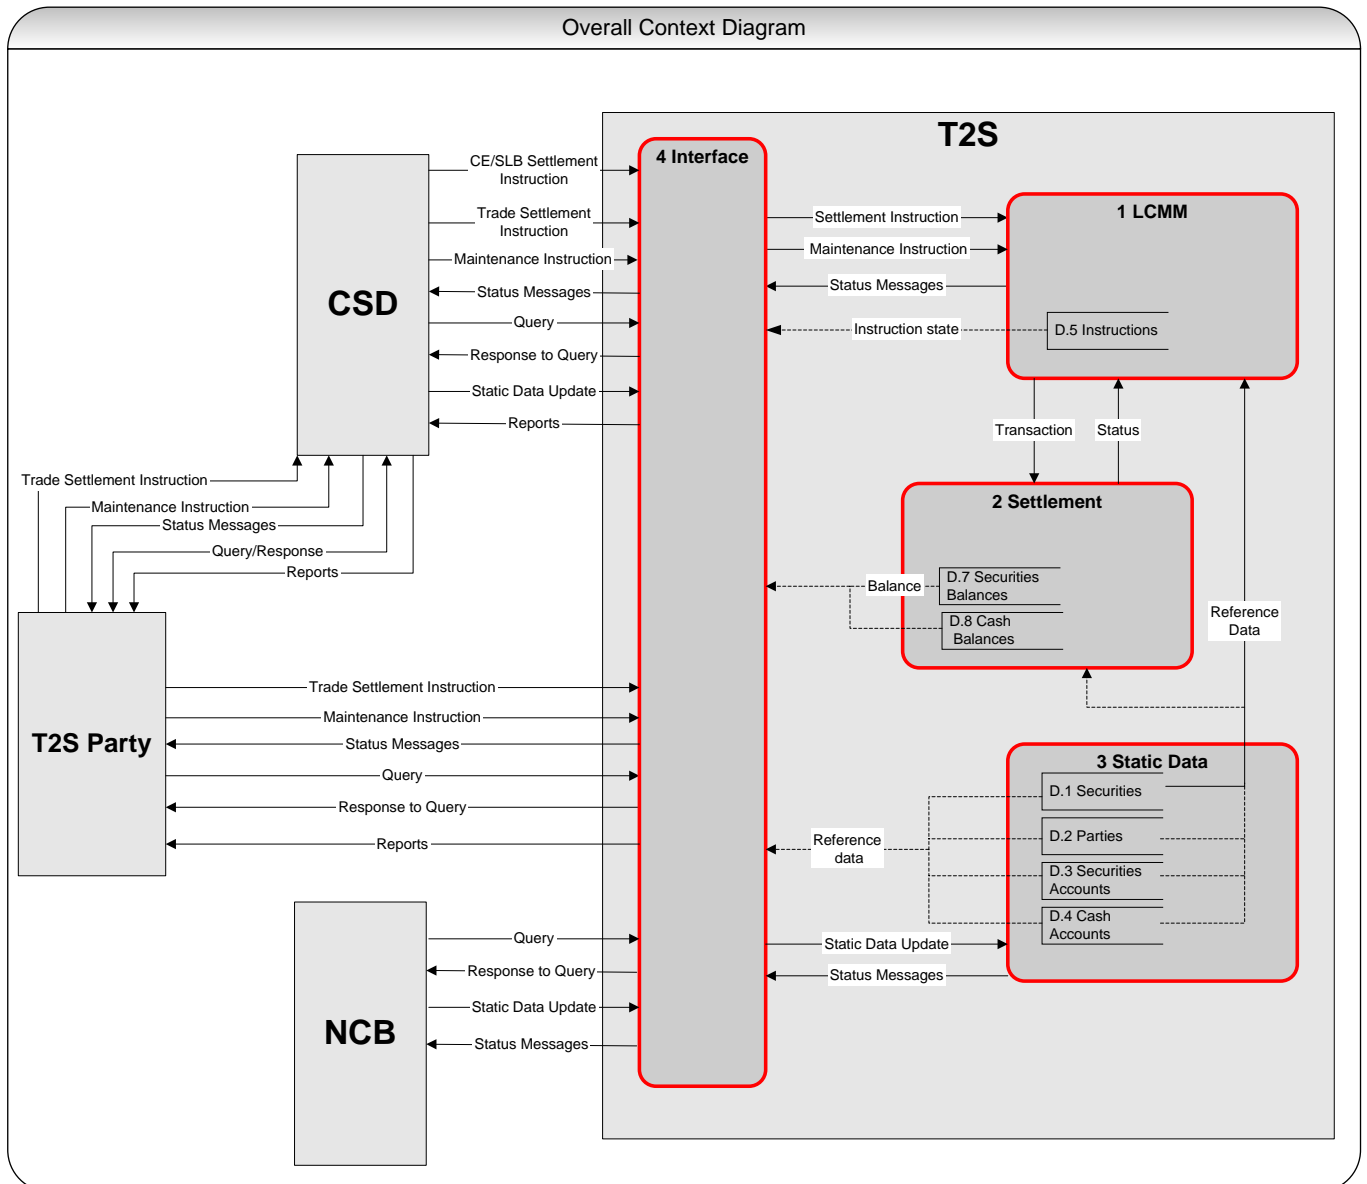 Overall Context Diagram
T2S
4 Interface
CE/SLB Settlement
Instruction
Trade Settlement
Instruction
Maintenance Instruction
Status Messages
Query
Response to Query
Static Data Update
Reports
CSD
Settlement Instruction
Maintenance Instruction
Status Messages
Instruction state
1 LCMM
D.5 Instructions
Transaction
Status
Trade Settlement Instruction
Maintenance Instruction
Status Messages
Query/Response
Reports
2 Settlement
D.7 Securities
Balances
D.8 Cash
Balances
Balance
Reference
Data
T2S Party
Trade Settlement Instruction
Maintenance Instruction
Status Messages
Query
Response to Query
Reports
3 Static Data
D.1 Securities
D.2 Parties
D.3 Securities
Accounts
D.4 Cash
Accounts
Reference
data
Static Data Update
Status Messages
NCB
Query
Response to Query
Static Data Update
Status Messages